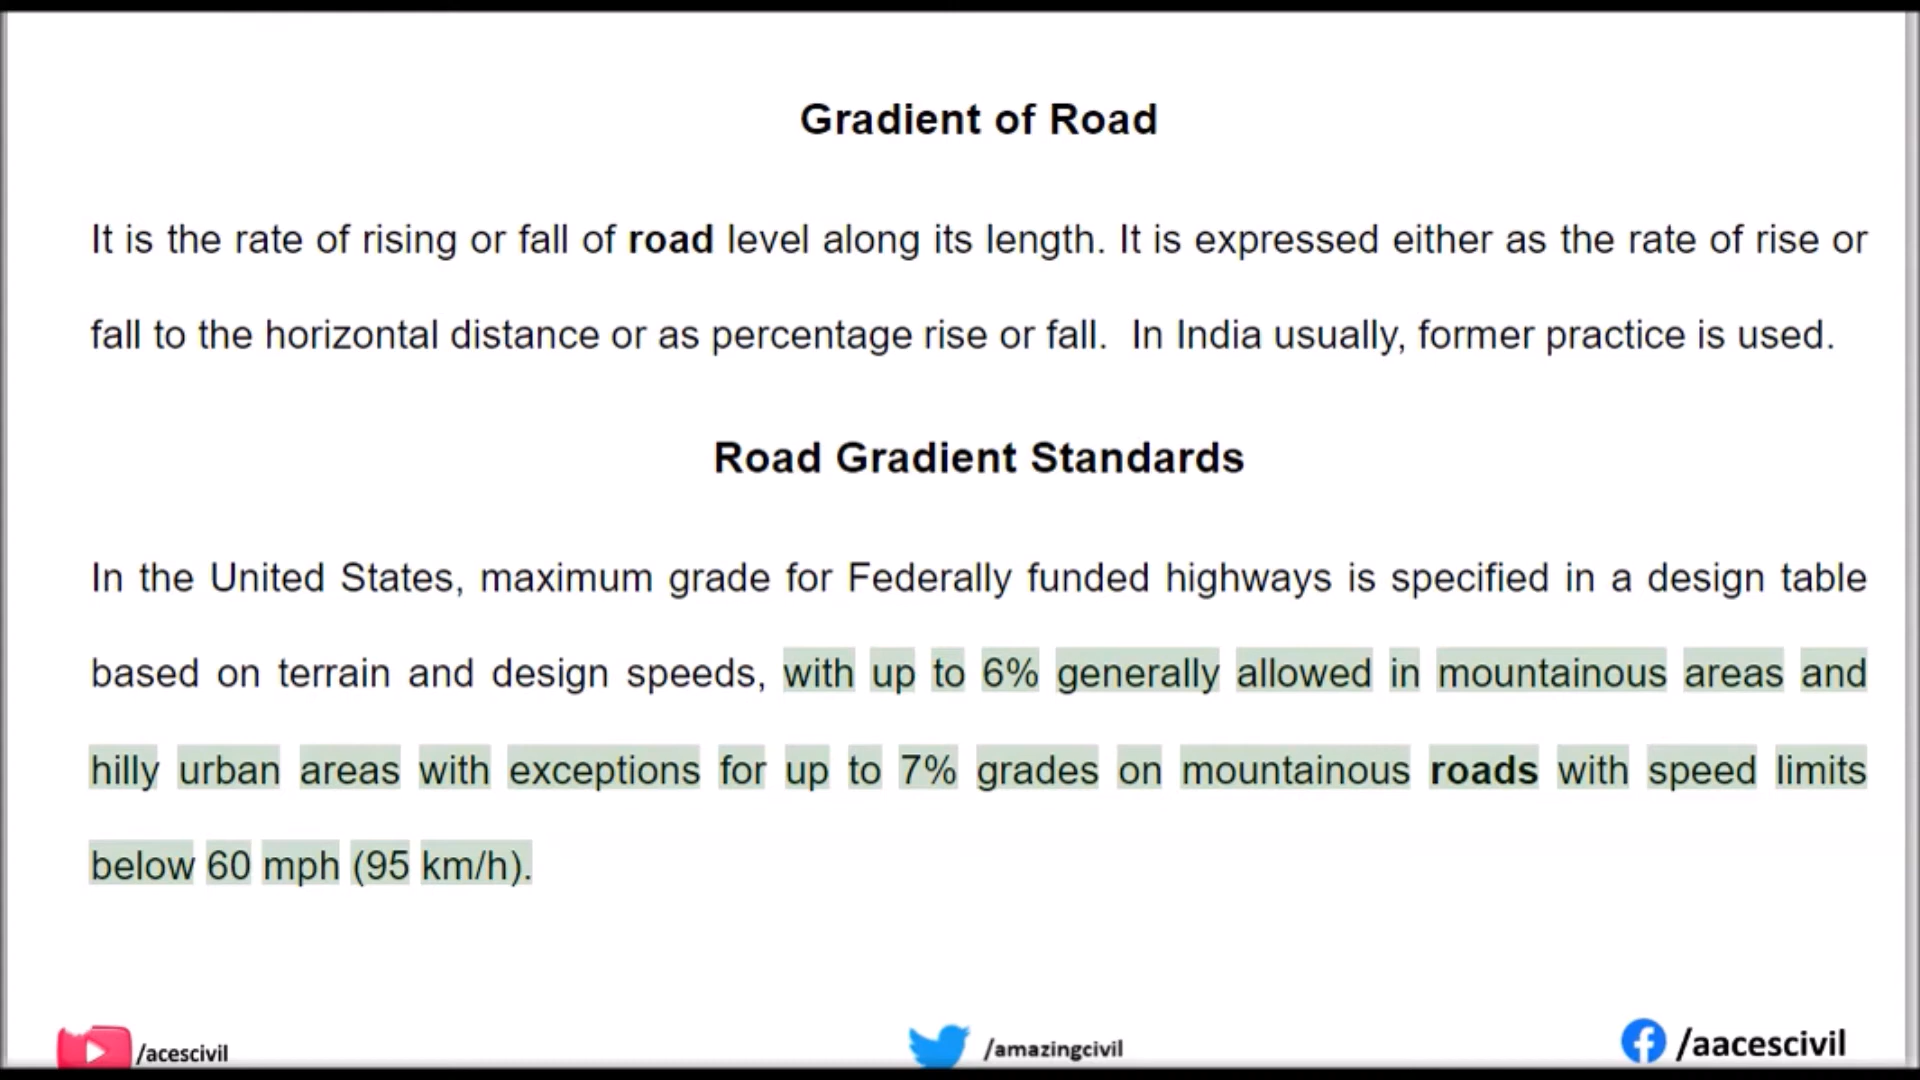 Gradient of Road
It is the rate of rising or fall of road level along its length. It is expressed either as the rate of rise or
fall to the horizontal distance or as percentage rise or fall.  In India usually, former practice is used.
Road Gradient Standards
In the United States, maximum grade for Federally funded highways is specified in a design table
based on terrain and design speeds, with up to 6% generally allowed in mountainous areas and
hilly urban areas with exceptions for up to 7% grades on mountainous roads with speed limits
below 60 mph (95 km/h).
/acescivil
/amazingcivil
/aacescivil